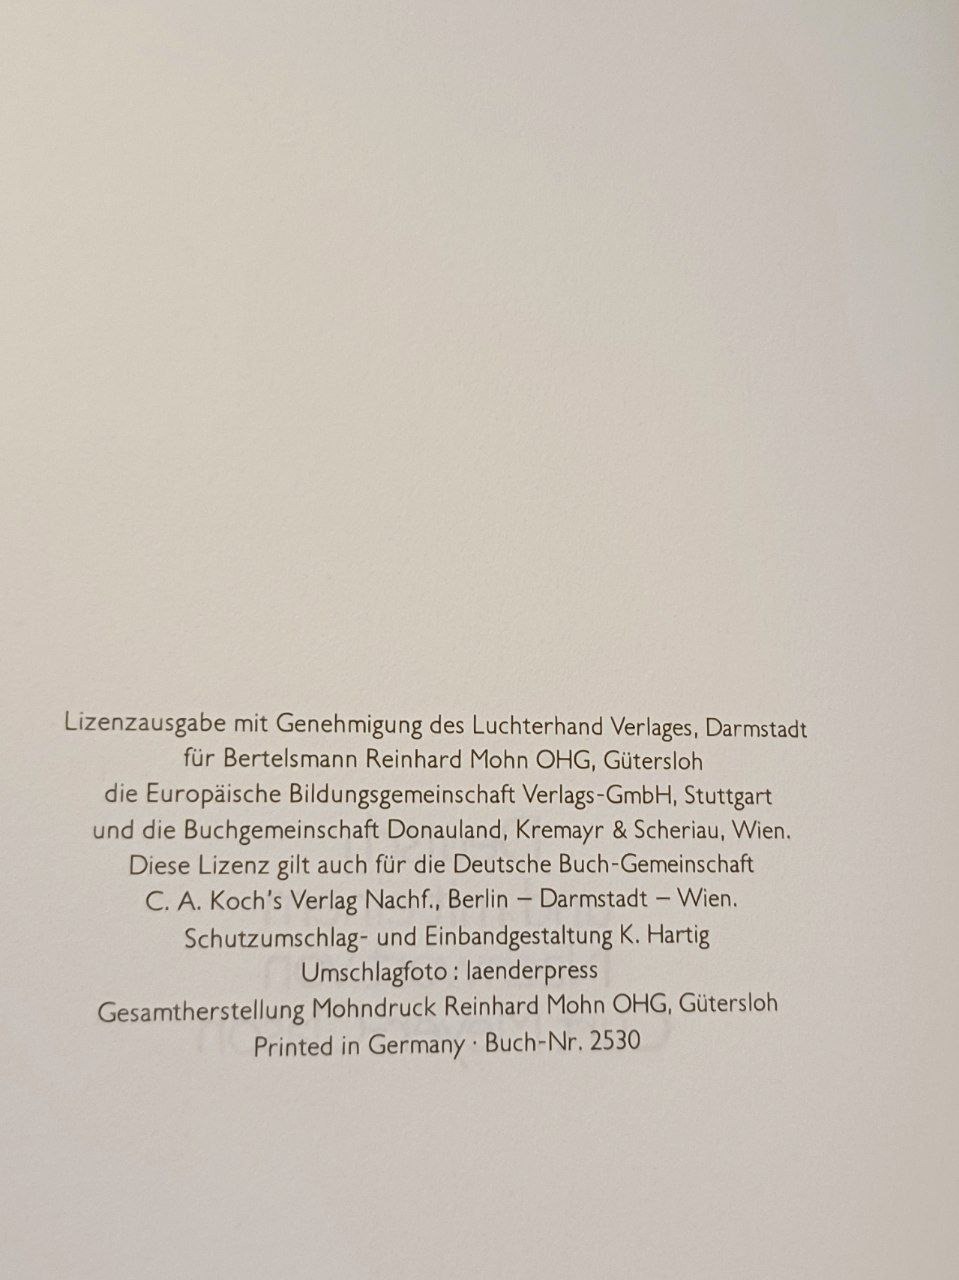 Lizenzausgabe mit Genehmigung des Luchterhand Verlages, Darmstadt
für Bertelsmann Reinhard Mohn OHG, Gütersloh
die Europäische Bildungsgemeinschaft Verlags-GmbH, Stuttgart
und die Buchgemeinschaft Donauland, Kremayr & Scheriau, Wien.
Diese Lizenz gilt auch für die Deutsche Buch-Gemeinschaft
C. A. Koch's Verlag Nachf., Berlin – Darmstadt – Wien.
Schutzumschlag- und Einbandgestaltung K. Hartig
Umschlagfoto: laenderpress
Gesamtherstellung Mohndruck Reinhard Mohn OHG, Gütersloh
Printed in Germany · Buch-Nr. 2530